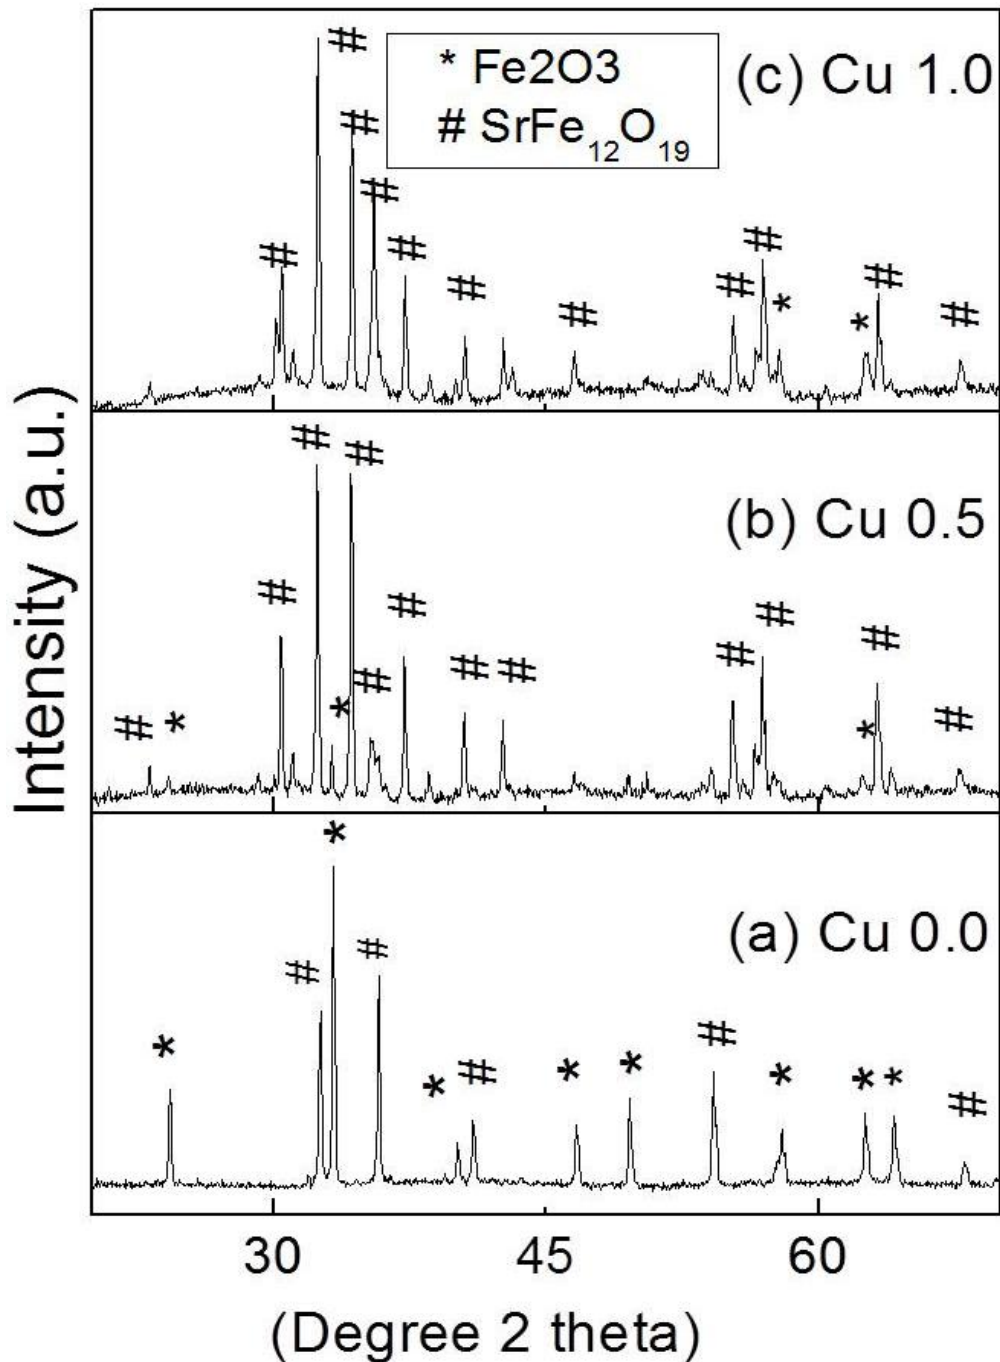 * Fe2O3
# SrFe12O19
(c) Cu 1.0
# # # # # # # # # * * # #
Intensity (a.u.)
(b) Cu 0.5
# * # # * # # # # # # # * # #
(a) Cu 0.0
* # * # * # * * # * * * #
30 45 60
(Degree 2 theta)